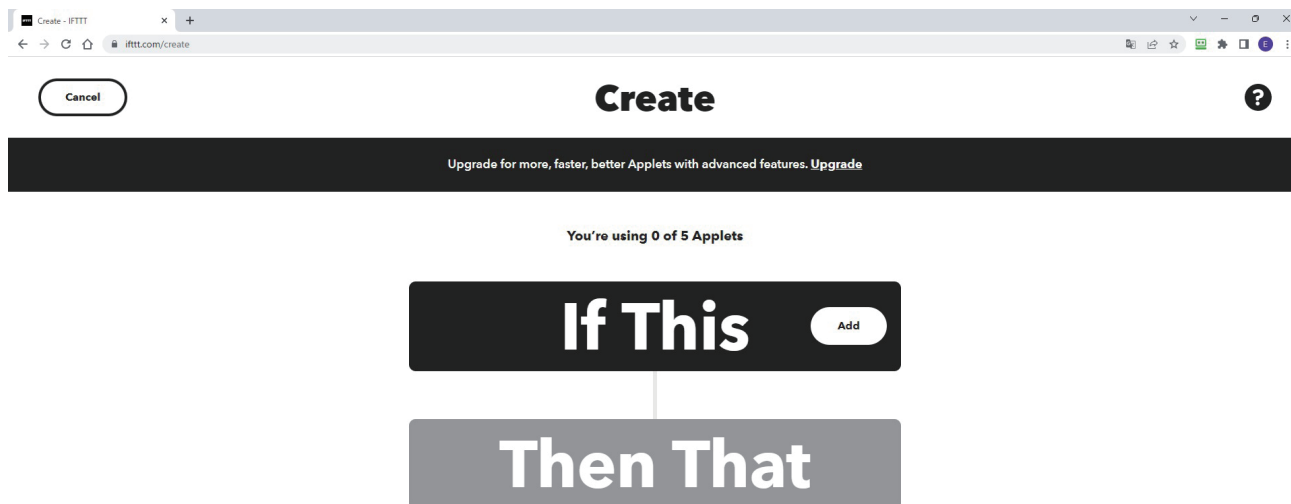 Create - IFTTT
ifttt.com/create
E
Cancel
Create
?
Upgrade for more, faster, better Applets with advanced features. Upgrade
You're using 0 of 5 Applets
If This
Add
Then That